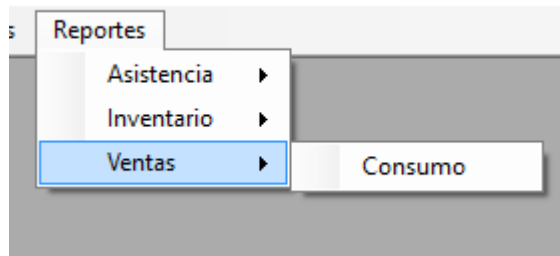 s Reportes
Asistencia
Inventario
Ventas
Consumo